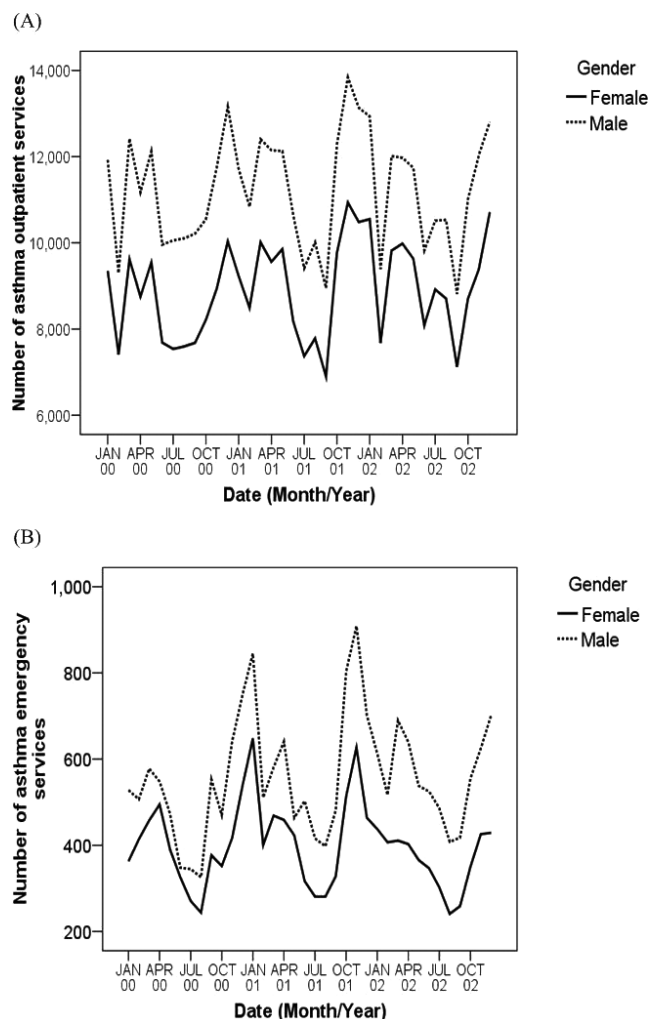 (A)
Number of asthma outpatient services
14,000
12,000
10,000
8,000
6,000
JAN APR JUL OCT JAN APR JUL OCT JAN APR JUL OCT
00 00 00 00 01 01 01 01 02 02 02 02
Date (Month/Year)
Gender
Female
Male
(B)
Number of asthma emergency
services
1,000
800
600
400
200
JAN APR JUL OCT JAN APR JUL OCT JAN APR JUL OCT
00 00 00 00 01 01 01 01 02 02 02 02
Date (Month/Year)
Gender
Female
Male